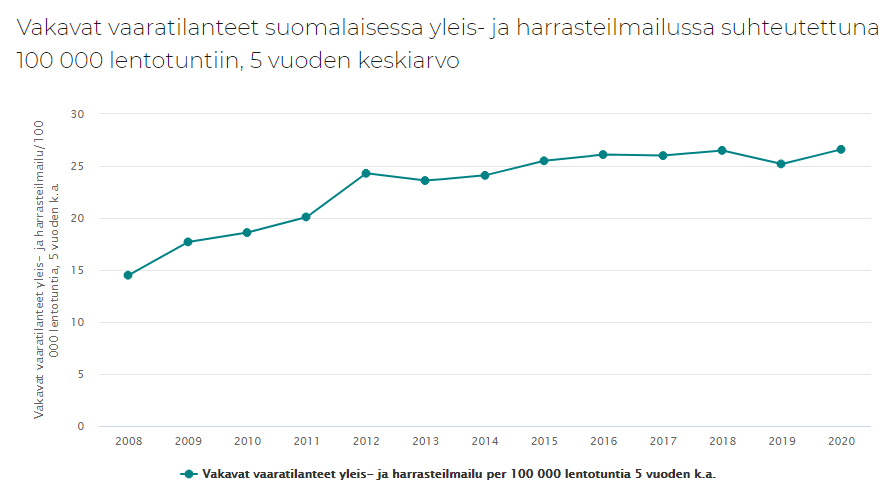 Vakavat vaaratilanteet suomalaisessa yleis- ja harrasteilmailussa suhteutettuna
100 000 lentotuntiin, 5 vuoden keskiarvo
Vakavat vaaratilanteet yleis- ja harrasteilmailu/100
000 lentotuntia, 5 vuoden k.a.
30
25
20
15
10
5
0
2008 2009 2010 2011 2012 2013 2014 2015 2016 2017 2018 2019 2020
Vakavat vaaratilanteet yleis- ja harrasteilmailu per 100 000 lentotuntia 5 vuoden k.a.